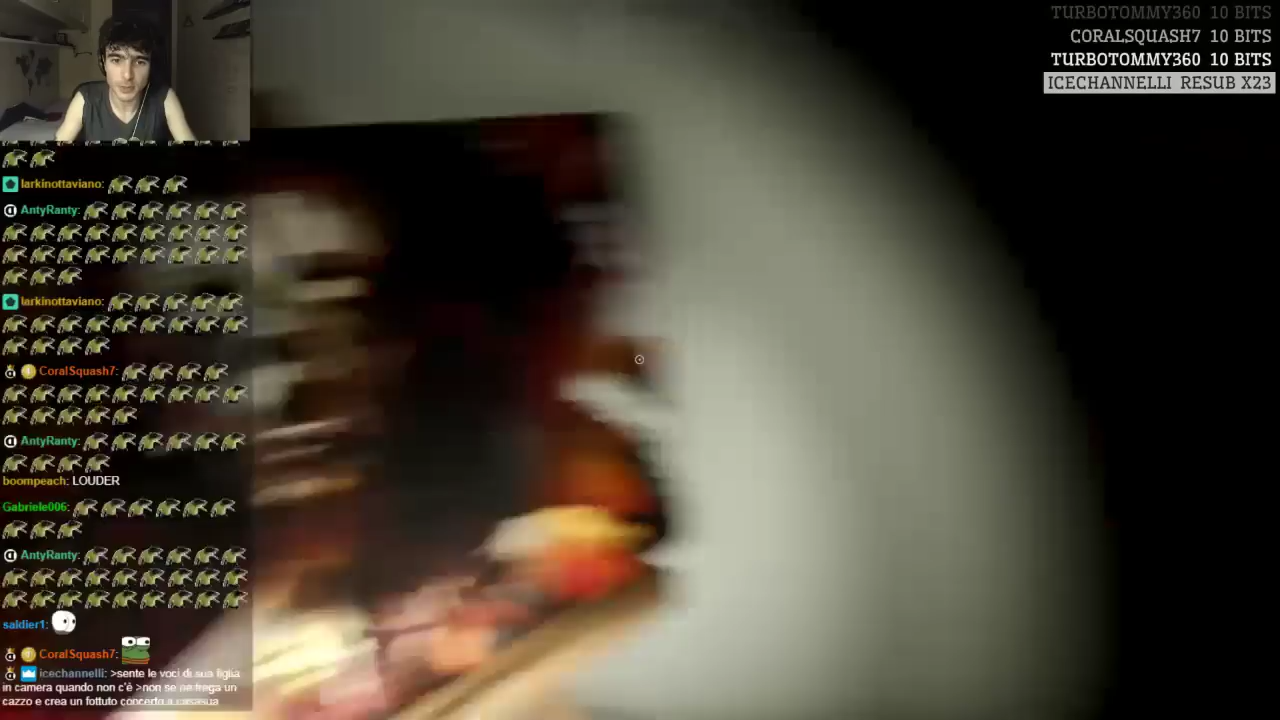 TURBOTOMMY360 10 BITS
CORALSQUASH7 10 BITS
TURBOTOMMY360 10 BITS
ICECHANNELLI RESUB X23
larkinottaviano:
AntyRanty:
larkinottaviano:
CoralSquash7:
AntyRanty:
boompeach: LOUDER
Gabriele006:
AntyRanty:
saldier1:
CoralSquash7:
icechannelli: >sente le voci di sua figlia
in camera quando non c'è >non se ne frega un
cazzo e crea un fottuto concerto a casasua